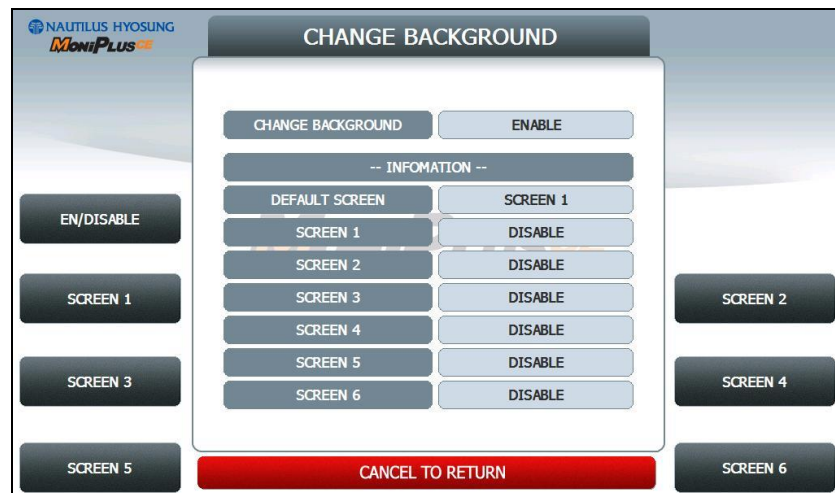 NAUTILUS HYOSUNG
MONIPLUSCE
CHANGE BACKGROUND
CHANGE BACKGROUND ENABLE
-- INFOMATION --
DEFAULT SCREEN SCREEN 1
EN/DISABLE
SCREEN 1 DISABLE
SCREEN 2 DISABLE
SCREEN 1
SCREEN 3 DISABLE
SCREEN 2
SCREEN 4 DISABLE
SCREEN 5 DISABLE
SCREEN 3
SCREEN 4
SCREEN 6 DISABLE
SCREEN 5
CANCEL TO RETURN
SCREEN 6